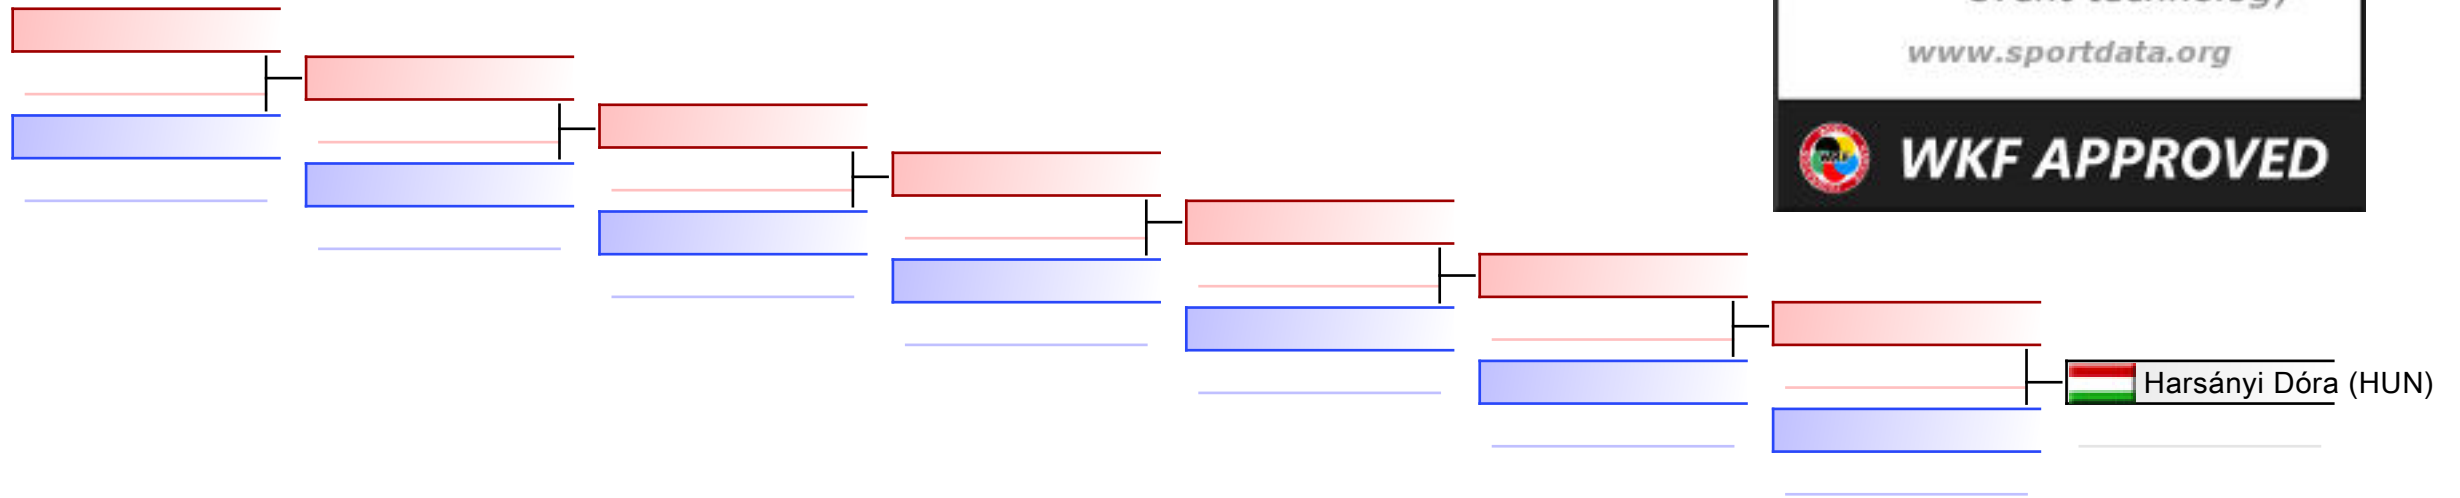 www.sportdata.org
WKF APPROVED
Harsányi Dóra (HUN)